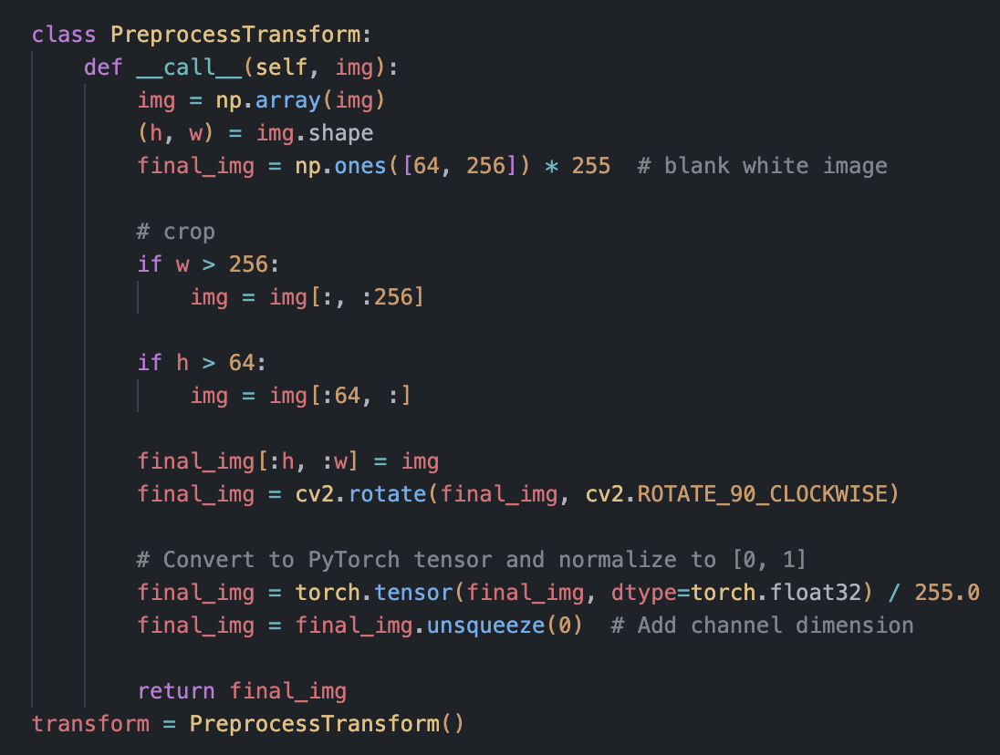 class PreprocessTransform:
    def __call__(self, img):
        img = np.array(img)
        (h, w) = img.shape
        final_img = np.ones([64, 256]) * 255  # blank white image

        # crop
        if w > 256:
            img = img[:, :256]

        if h > 64:
            img = img[:64, :]

        final_img[:h, :w] = img
        final_img = cv2.rotate(final_img, cv2.ROTATE_90_CLOCKWISE)

        # Convert to PyTorch tensor and normalize to [0, 1]
        final_img = torch.tensor(final_img, dtype=torch.float32) / 255.0
        final_img = final_img.unsqueeze(0)  # Add channel dimension

        return final_img
transform = PreprocessTransform()